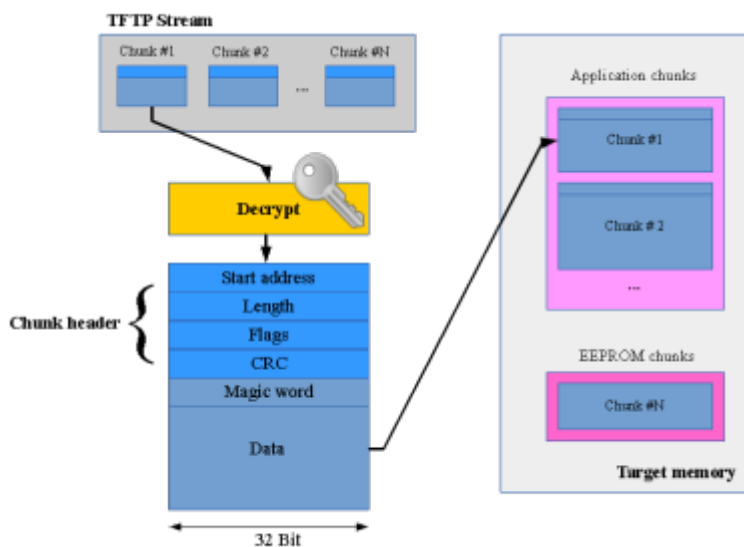 TFTP Stream
Chunk #1
Chunk #2
Chunk #N
...
Decrypt
Chunk header
Start address
Length
Flags
CRC
Magic word
Data
32 Bit
Application chunks
Chunk #1
Chunk # 2
...
EEPROM chunks
Chunk #N
Target memory